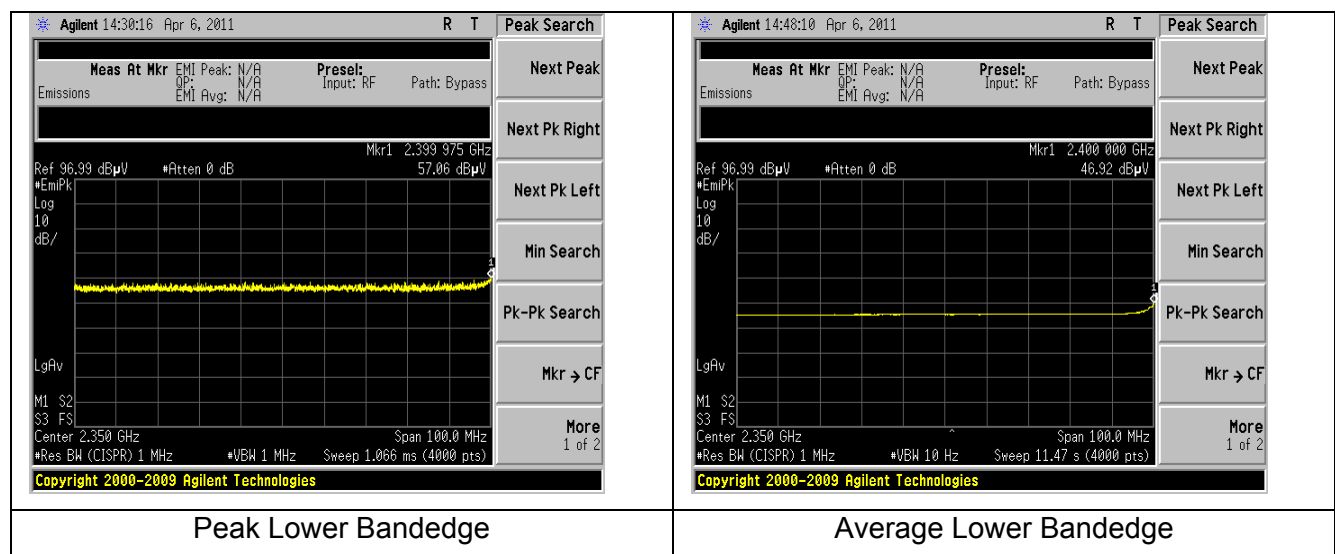 Agilent 14:30:16 Apr 6, 2011 R T
Peak Search
Meas At Mkr EMI Peak: N/A Presel:
QP: N/A Input: RF Path: Bypass
Emissions EMI Avg: N/A
Mkr1 2.399 975 GHz
Ref 96.99 dBµV #Atten 0 dB 57.06 dBµV
#EmiPk
Log
10
dB/
1
LgAv
M1 S2
S3 FS
Center 2.350 GHz Span 100.0 MHz
#Res BW (CISPR) 1 MHz #VBW 1 MHz Sweep 1.066 ms (4000 pts)
Copyright 2000-2009 Agilent Technologies
Next Peak
Next Pk Right
Next Pk Left
Min Search
Pk-Pk Search
Mkr → CF
More
1 of 2
Peak Lower Bandedge
Agilent 14:48:10 Apr 6, 2011 R T
Peak Search
Meas At Mkr EMI Peak: N/A Presel:
QP: N/A Input: RF Path: Bypass
Emissions EMI Avg: N/A
Mkr1 2.400 000 GHz
Ref 96.99 dBµV #Atten 0 dB 46.92 dBµV
#EmiPk
Log
10
dB/
1
LgAv
M1 S2
S3 FS
Center 2.350 GHz Span 100.0 MHz
#Res BW (CISPR) 1 MHz #VBW 10 Hz Sweep 11.47 s (4000 pts)
Copyright 2000-2009 Agilent Technologies
Next Peak
Next Pk Right
Next Pk Left
Min Search
Pk-Pk Search
Mkr → CF
More
1 of 2
Average Lower Bandedge